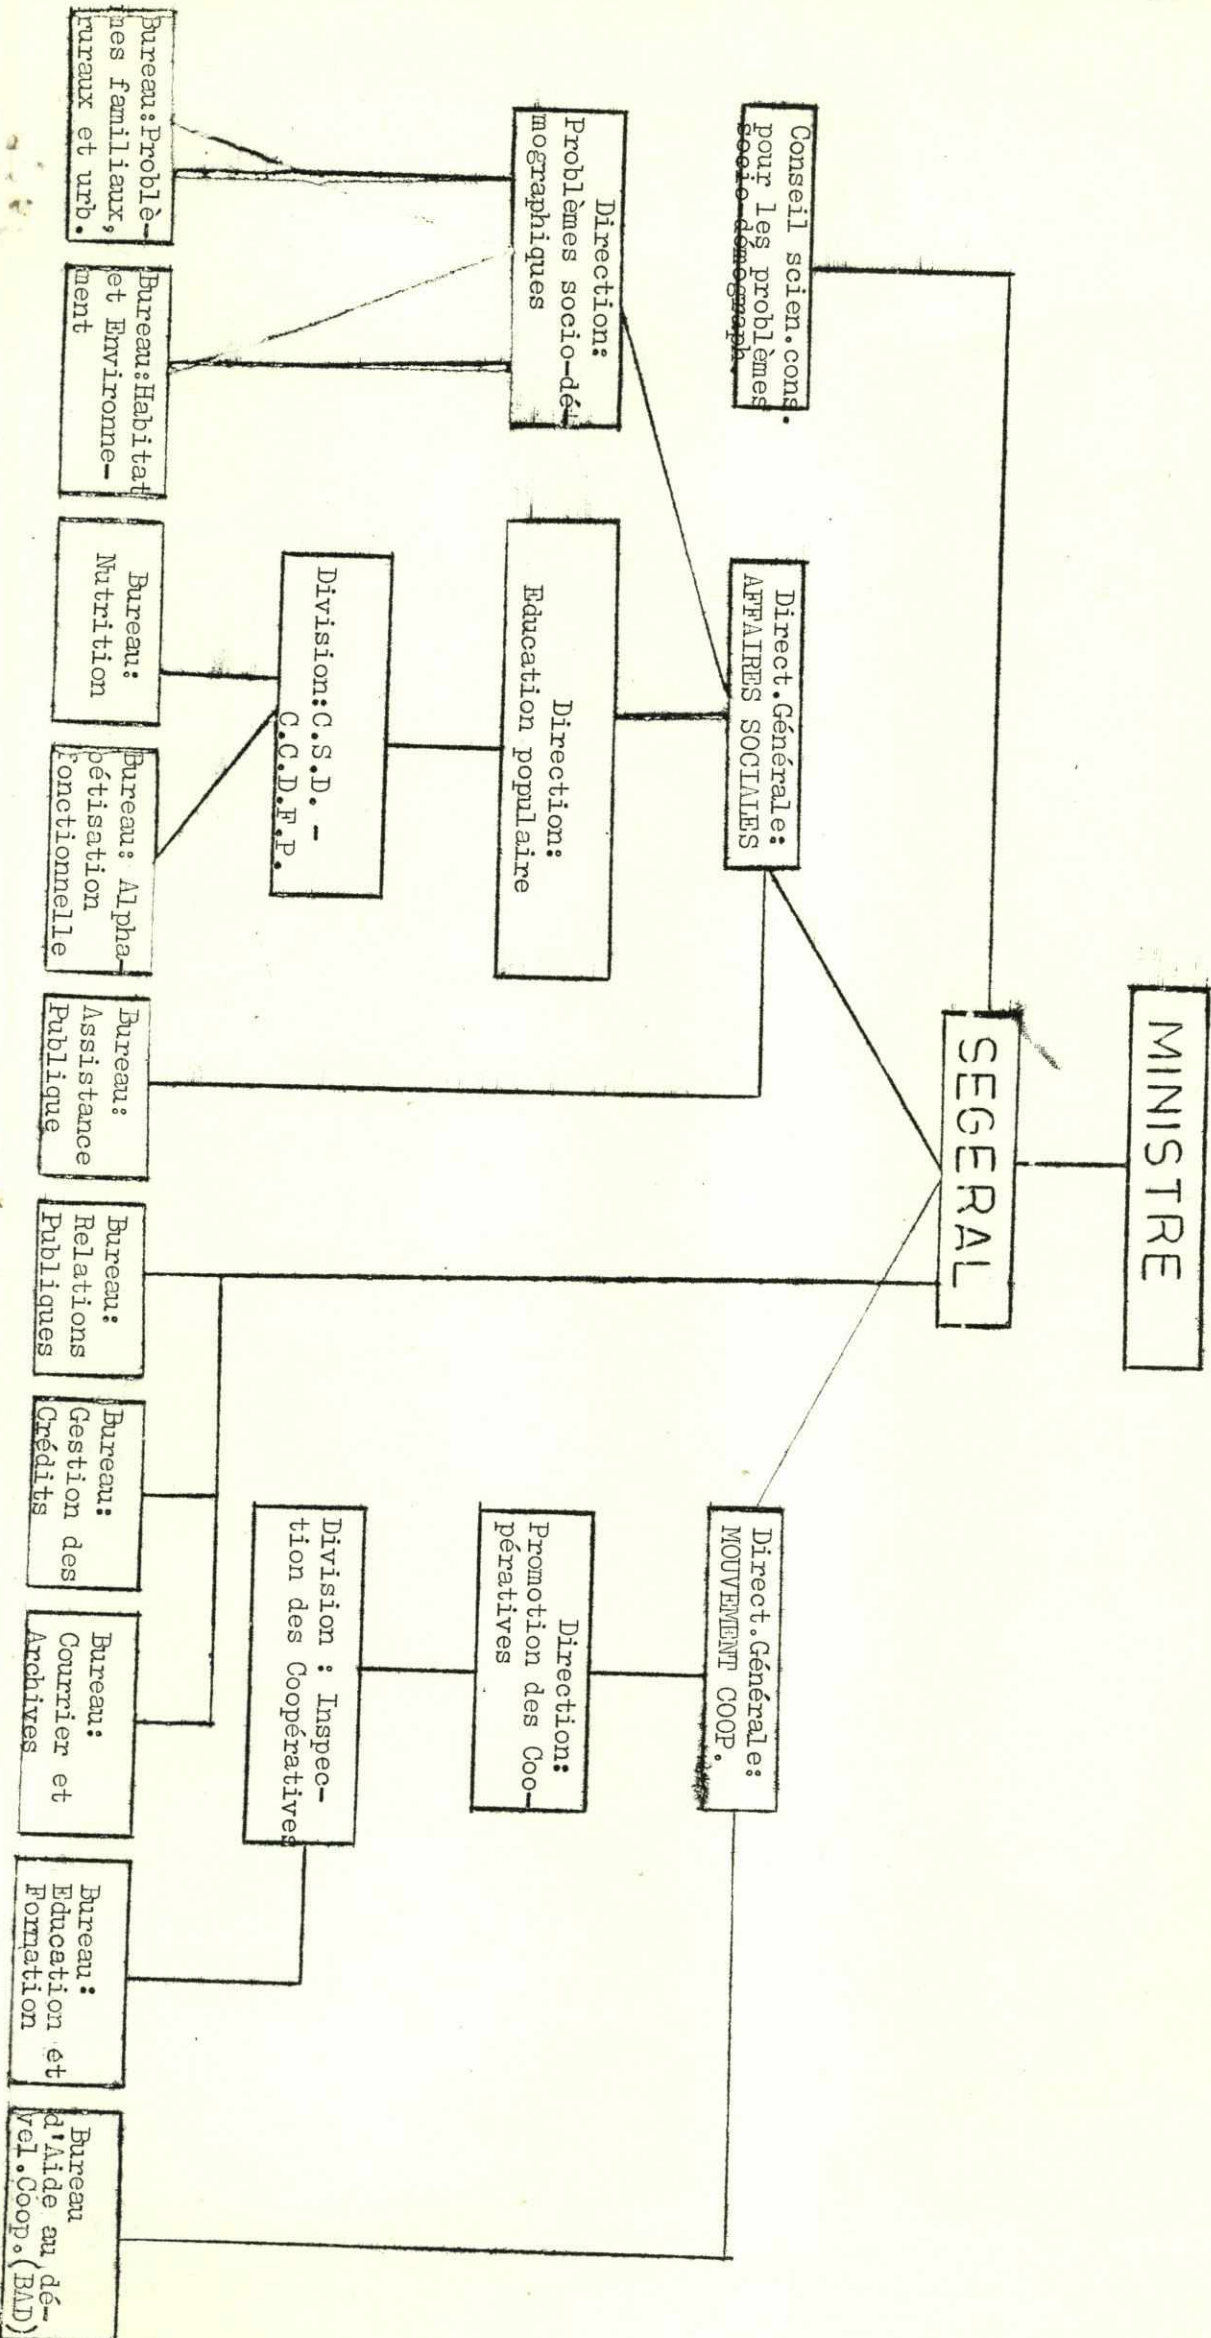 MINISTRE
SEGERAL
Conseil scien.cons.
pour les problèmes
socio-démograph.
Direct.Générale:
AFFAIRES SOCIALES
Direct.Générale:
MOUVEMENT COOP.
Direction:
Problèmes socio-dé-
mographiques
Direction:
Education populaire
Direction:
Promotion des Coo-
pératives
Division:C.S.D. -
C.C.D.F.P.
Division : Inspec-
tion des Coopératives
Bureau:Problè-
mes familiaux,
ruraux et urb.
Bureau:Habitat
et Environne-
ment
Bureau:
Nutrition
Bureau: Alpha-
bétisation
fonctionnelle
Bureau:
Assistance
Publique
Bureau:
Relations
Publiques
Bureau:
Gestion des
Crédits
Bureau:
Courrier et
Archives
Bureau:
Education et
Formation
Bureau
d'Aide au dé-
vel.Coop.(BAD)